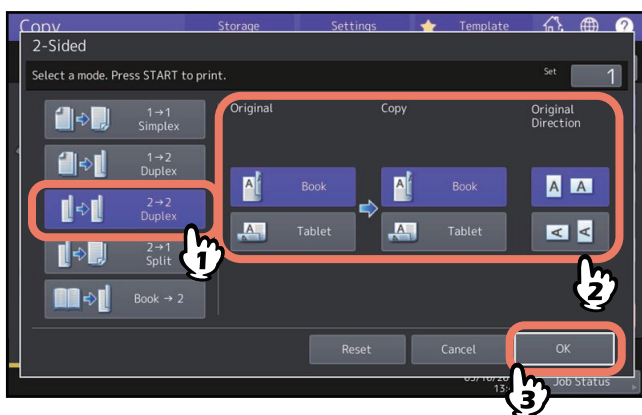 Copy
Storage
Settings
Template
?
2-Sided
Select a mode. Press START to print.
Set
1
1→1
Simplex
1→2
Duplex
2→2
Duplex
2→1
Split
Book → 2
Original
Copy
Original
Direction
A
Book
A
Book
A A
A
Tablet
A
Tablet
A A
1
2
Reset
Cancel
OK
Job Status
3